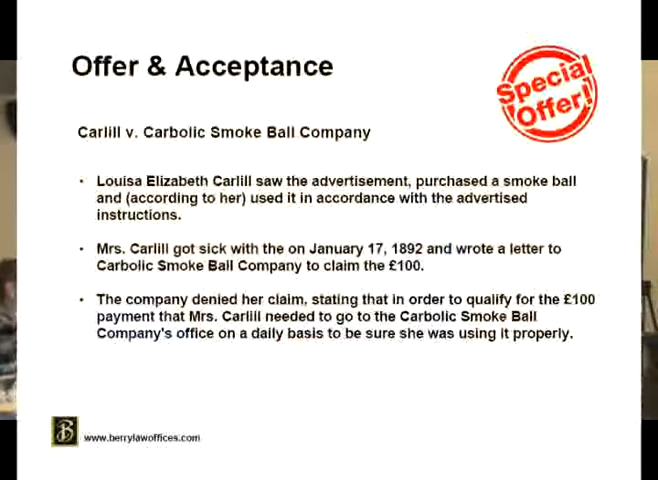 Offer & Acceptance
Special
Offer!
Carlill v. Carbolic Smoke Ball Company
• Louisa Elizabeth Carlill saw the advertisement, purchased a smoke ball
and (according to her) used it in accordance with the advertised
instructions.
• Mrs. Carlill got sick with the on January 17, 1892 and wrote a letter to
Carbolic Smoke Ball Company to claim the £100.
• The company denied her claim, stating that in order to qualify for the £100
payment that Mrs. Carlill needed to go to the Carbolic Smoke Ball
Company's office on a daily basis to be sure she was using it properly.
B
www.berrylawoffices.com